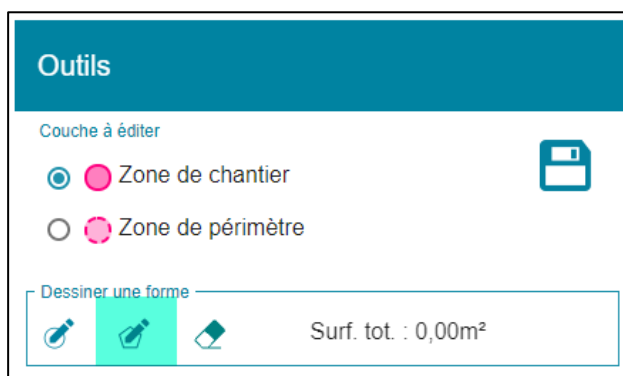 Outils
Couche à éditer
Zone de chantier
Zone de périmètre
Dessiner une forme
Surf. tot. : 0,00m²